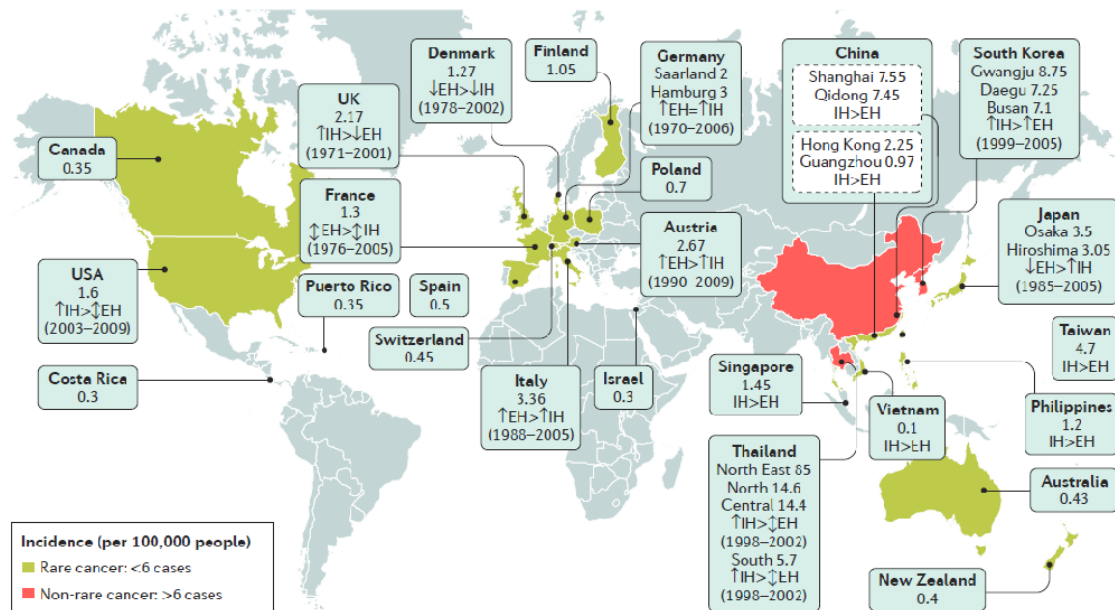 Denmark
1.27
↓EH>↓IH
(1978–2002)
Finland
1.05
Germany
Saarland 2
Hamburg 3
↑EH=↑IH
(1970–2006)
China
Shanghai 7.55
Qidong 7.45
IH>EH
Hong Kong 2.25
Guangzhou 0.97
IH>EH
South Korea
Gwangju 8.75
Daegu 7.25
Busan 7.1
↑IH>↑EH
(1999–2005)
UK
2.17
↑IH>↓EH
(1971–2001)
Canada
0.35
France
1.3
↕EH>↕IH
(1976–2005)
Poland
0.7
Austria
2.67
↑EH>↑IH
(1990–2009)
Japan
Osaka 3.5
Hiroshima 3.05
↓EH>↑IH
(1985–2005)
USA
1.6
↑IH>↕EH
(2003–2009)
Puerto Rico
0.35
Spain
0.5
Switzerland
0.45
Taiwan
4.7
IH>EH
Costa Rica
0.3
Italy
3.36
↑EH>↑IH
(1988–2005)
Israel
0.3
Singapore
1.45
IH>EH
Vietnam
0.1
IH>EH
Philippines
1.2
IH>EH
Thailand
North East 85
North 14.6
Central 14.4
↑IH>↕EH
(1998–2002)
South 5.7
↑IH>↕EH
(1998–2002)
Australia
0.43
New Zealand
0.4
Incidence (per 100,000 people)
Rare cancer: <6 cases
Non-rare cancer: >6 cases